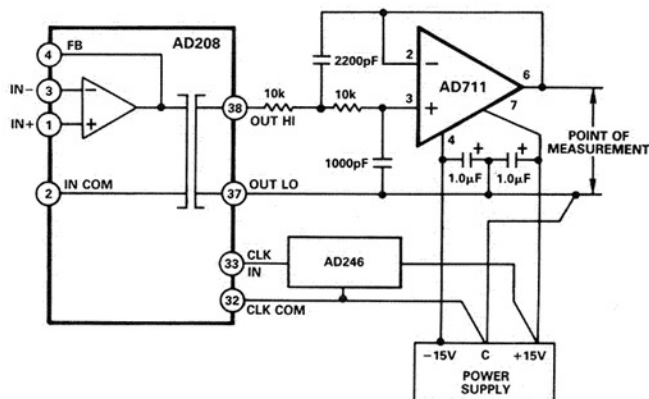 AD208
4 FB
IN− 3
IN+ 1
2 IN COM
−
+
2200pF
10k
10k
38
OUT HI
1000pF
37 OUT LO
2
−
AD711
3
+
6
7
4
+
+
1.0μF
1.0μF
POINT OF
MEASUREMENT
33 CLK
IN
32
CLK COM
AD246
−15V C +15V
POWER
SUPPLY